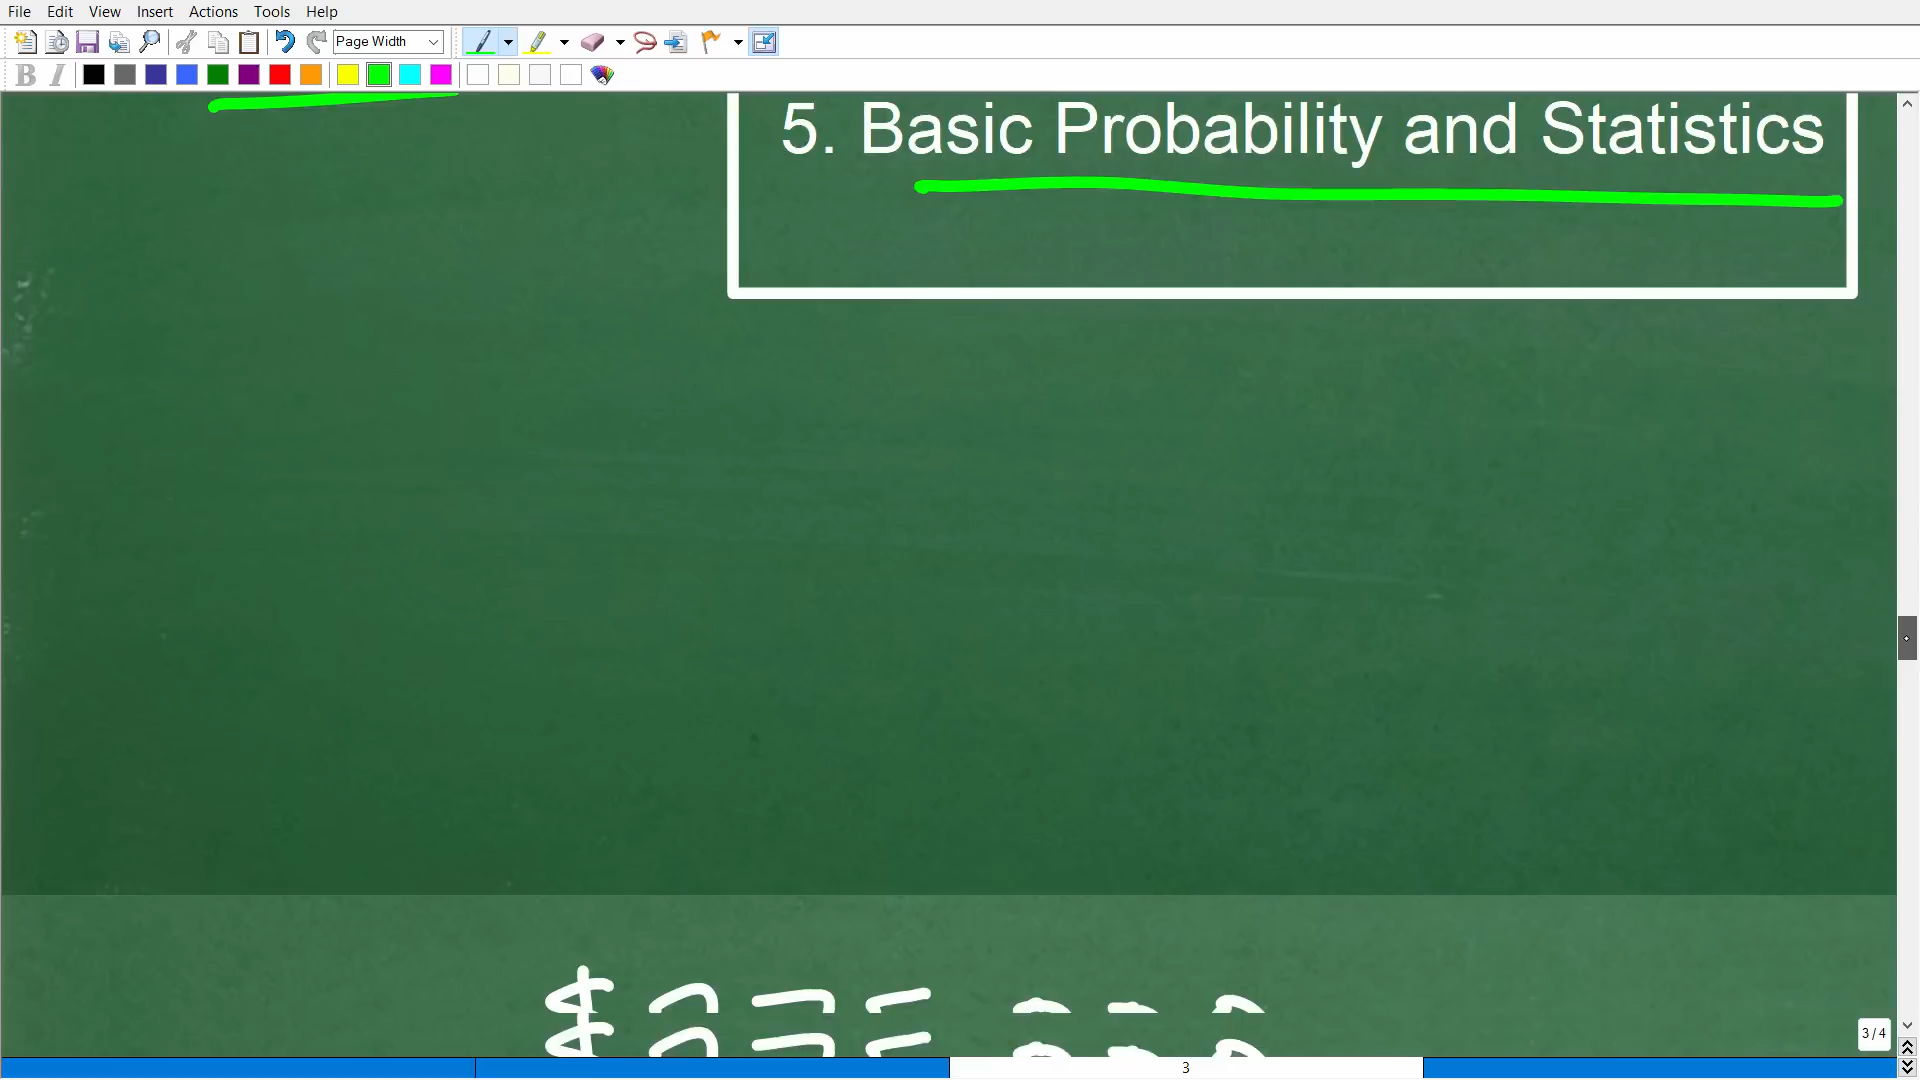 File Edit View Insert Actions Tools Help
Page Width
B I
5. Basic Probability and Statistics
3 / 4
3